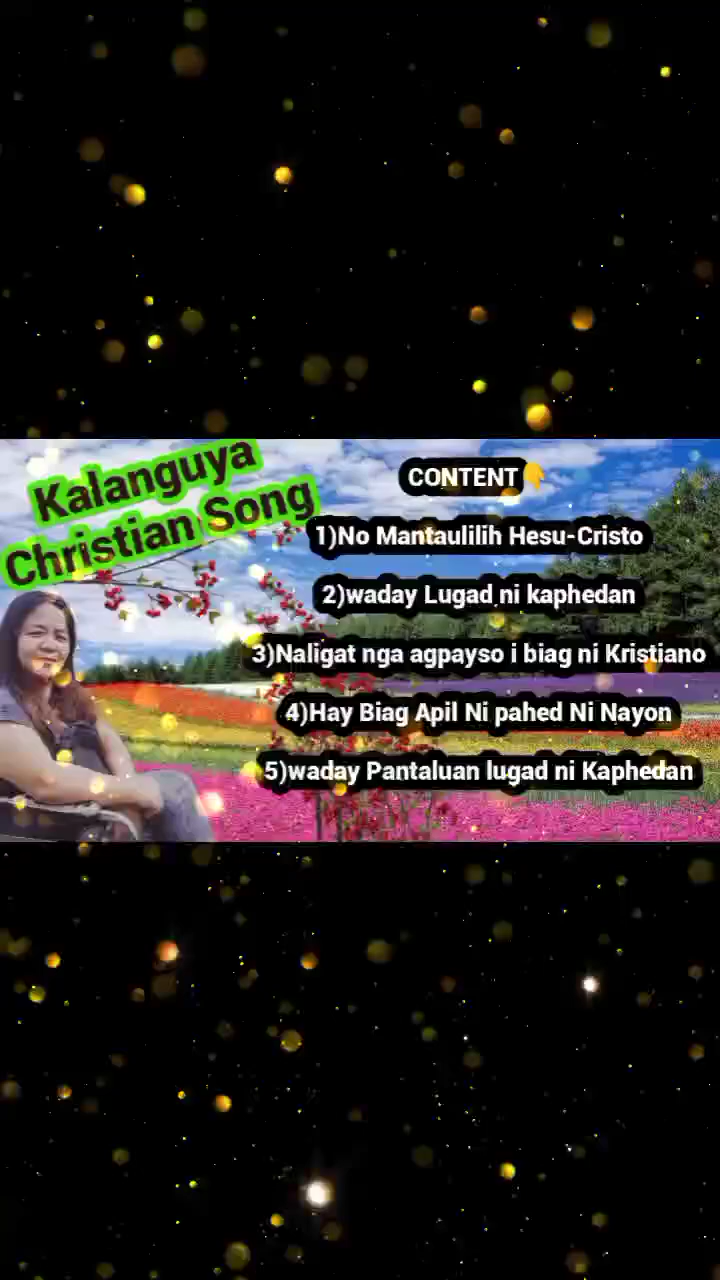 Kalanguya
Christian Song
CONTENT👇
1)No Mantaulilih Hesu-Cristo
2)waday Lugad ni kaphedan
3)Naligat nga agpayso i biag ni Kristiano
4)Hay Biag Apil Ni pahed Ni Nayon
5)waday Pantaluan lugad ni Kaphedan